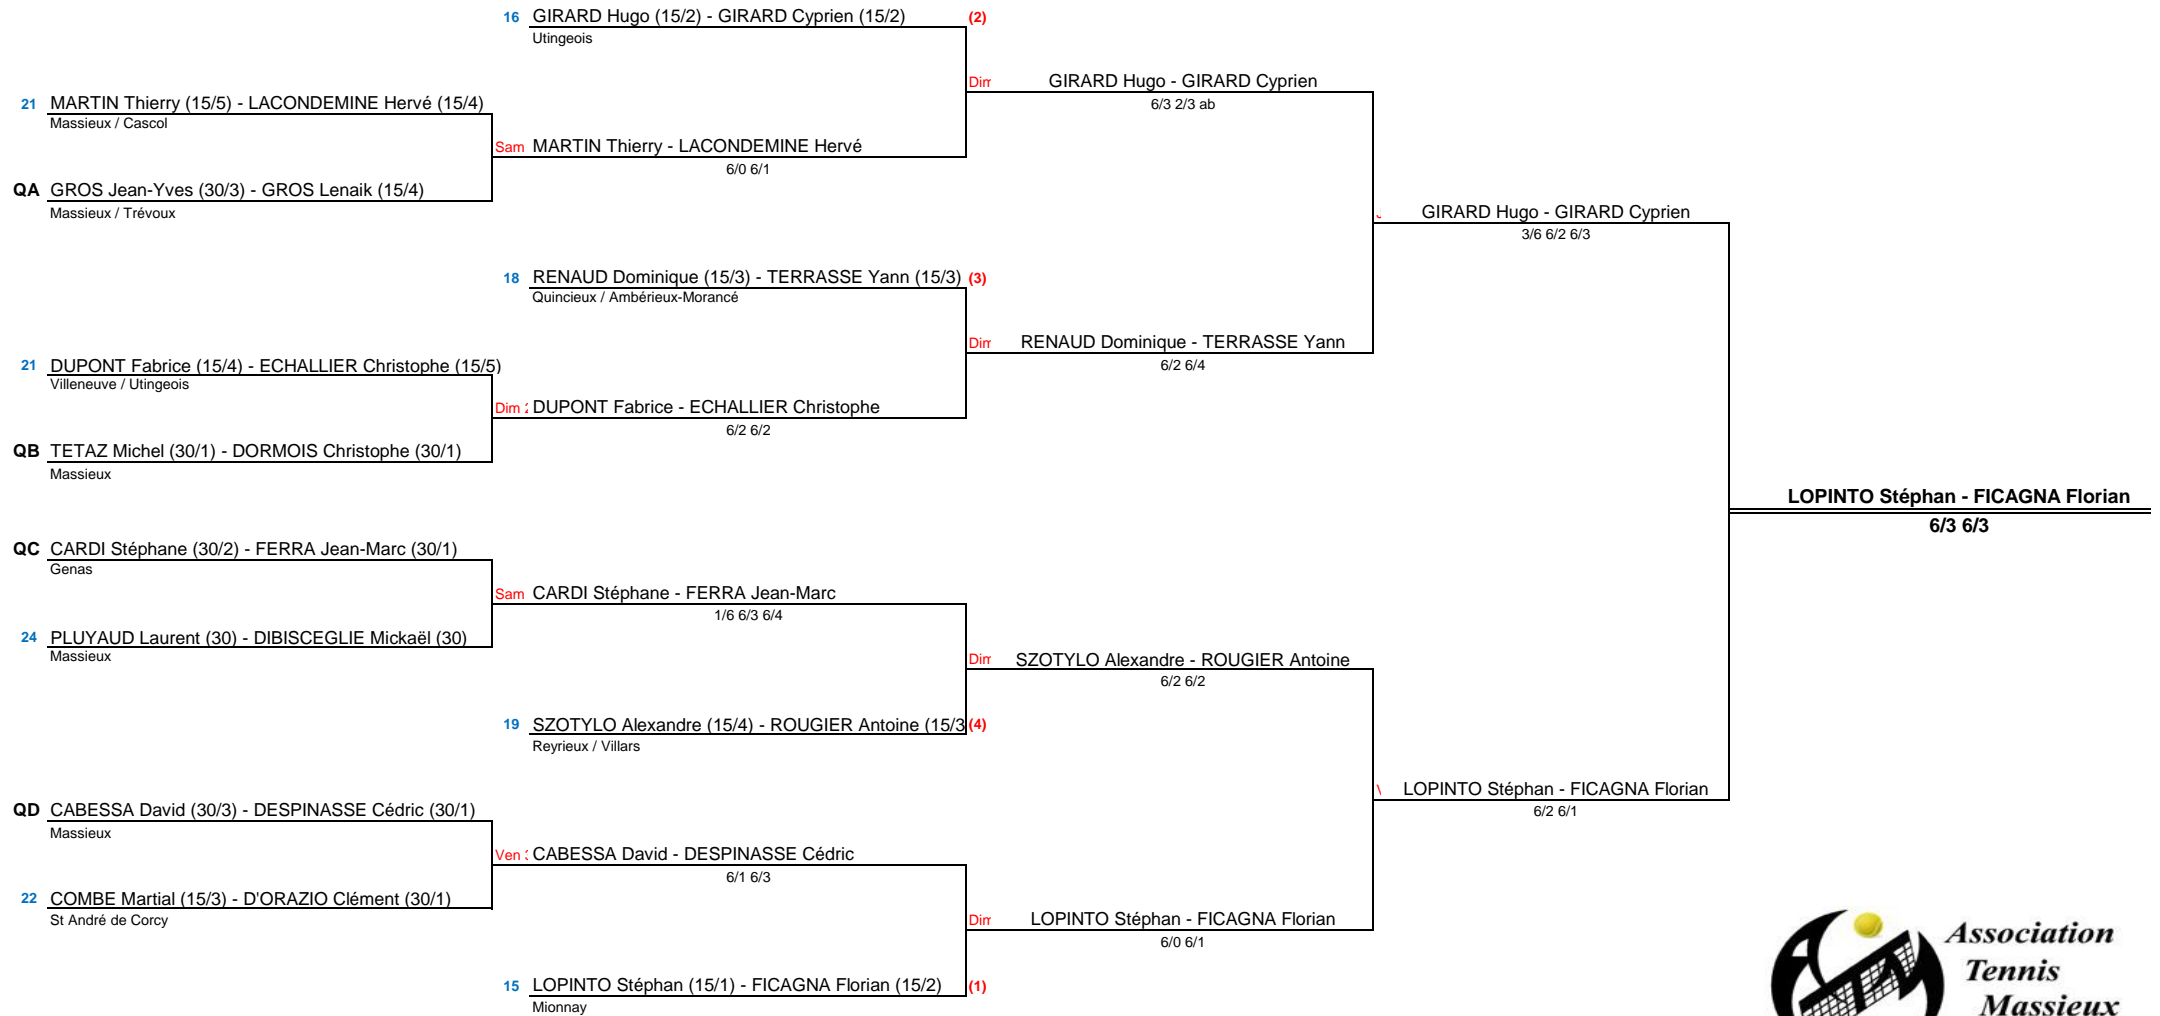 16 GIRARD Hugo (15/2) - GIRARD Cyprien (15/2) (2)
Utingeois
Dim GIRARD Hugo - GIRARD Cyprien
6/3 2/3 ab
21 MARTIN Thierry (15/5) - LACONDEMINE Hervé (15/4)
Massieux / Cascol
Sam MARTIN Thierry - LACONDEMINE Hervé
6/0 6/1
QA GROS Jean-Yves (30/3) - GROS Lenaik (15/4)
Massieux / Trévoux
GIRARD Hugo - GIRARD Cyprien
3/6 6/2 6/3
18 RENAUD Dominique (15/3) - TERRASSE Yann (15/3) (3)
Quincieux / Ambérieux-Morancé
Dim RENAUD Dominique - TERRASSE Yann
6/2 6/4
21 DUPONT Fabrice (15/4) - ECHALLIER Christophe (15/5)
Villeneuve / Utingeois
Dim 2 DUPONT Fabrice - ECHALLIER Christophe
6/2 6/2
QB TETAZ Michel (30/1) - DORMOIS Christophe (30/1)
Massieux
LOPINTO Stéphan - FICAGNA Florian
6/3 6/3
QC CARDI Stéphane (30/2) - FERRA Jean-Marc (30/1)
Genas
Sam CARDI Stéphane - FERRA Jean-Marc
1/6 6/3 6/4
24 PLUYAUD Laurent (30) - DIBISCEGLIE Mickaël (30)
Massieux
Dim SZOTYLO Alexandre - ROUGIER Antoine
6/2 6/2
19 SZOTYLO Alexandre (15/4) - ROUGIER Antoine (15/3 (4)
Reyrieux / Villars
LOPINTO Stéphan - FICAGNA Florian
6/2 6/1
QD CABESSA David (30/3) - DESPINASSE Cédric (30/1)
Massieux
Ven CABESSA David - DESPINASSE Cédric
6/1 6/3
22 COMBE Martial (15/3) - D'ORAZIO Clément (30/1)
St André de Corcy
Dim LOPINTO Stéphan - FICAGNA Florian
6/0 6/1
15 LOPINTO Stéphan (15/1) - FICAGNA Florian (15/2) (1)
Mionnay
Association
Tennis
Massieux